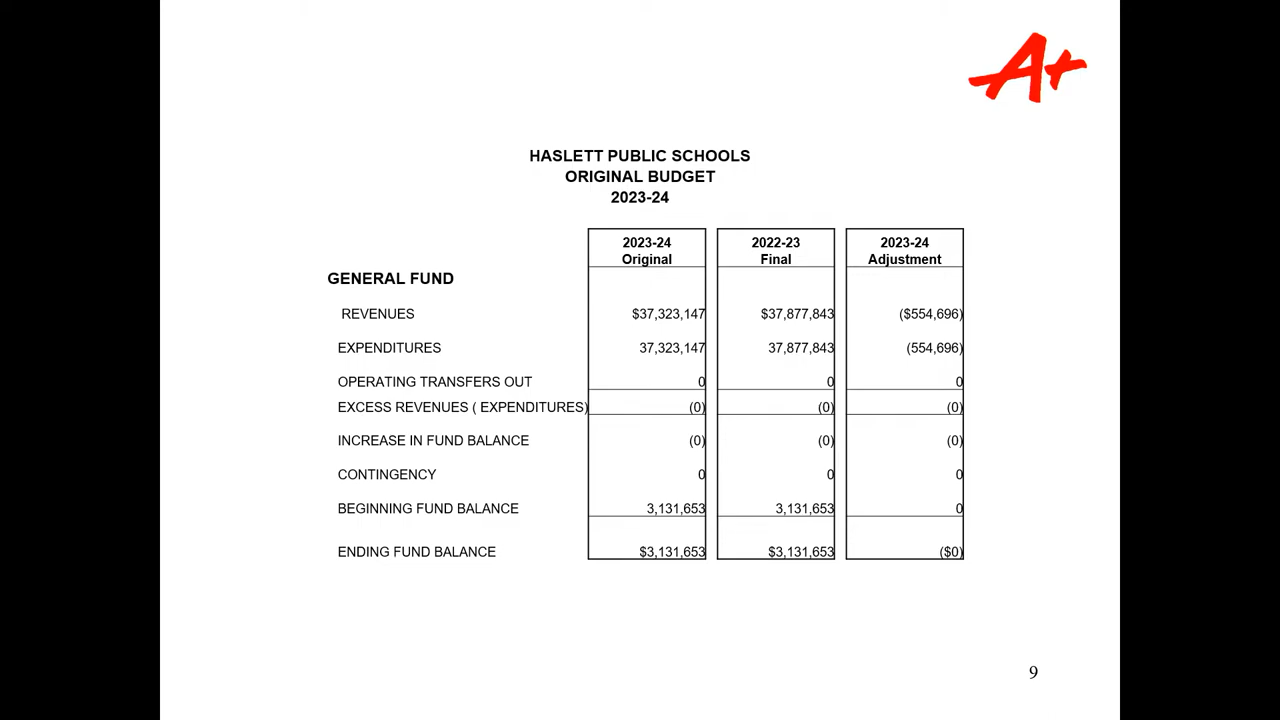 A+
HASLETT PUBLIC SCHOOLS
ORIGINAL BUDGET
2023-24
2023-24 2022-23 2023-24
Original Final Adjustment
GENERAL FUND
REVENUES $37,323,147 $37,877,843 ($554,696)
EXPENDITURES 37,323,147 37,877,843 (554,696)
OPERATING TRANSFERS OUT 0 0 0
EXCESS REVENUES ( EXPENDITURES) (0) (0) (0)
INCREASE IN FUND BALANCE (0) (0) (0)
CONTINGENCY 0 0 0
BEGINNING FUND BALANCE 3,131,653 3,131,653 0
ENDING FUND BALANCE $3,131,653 $3,131,653 ($0)
9